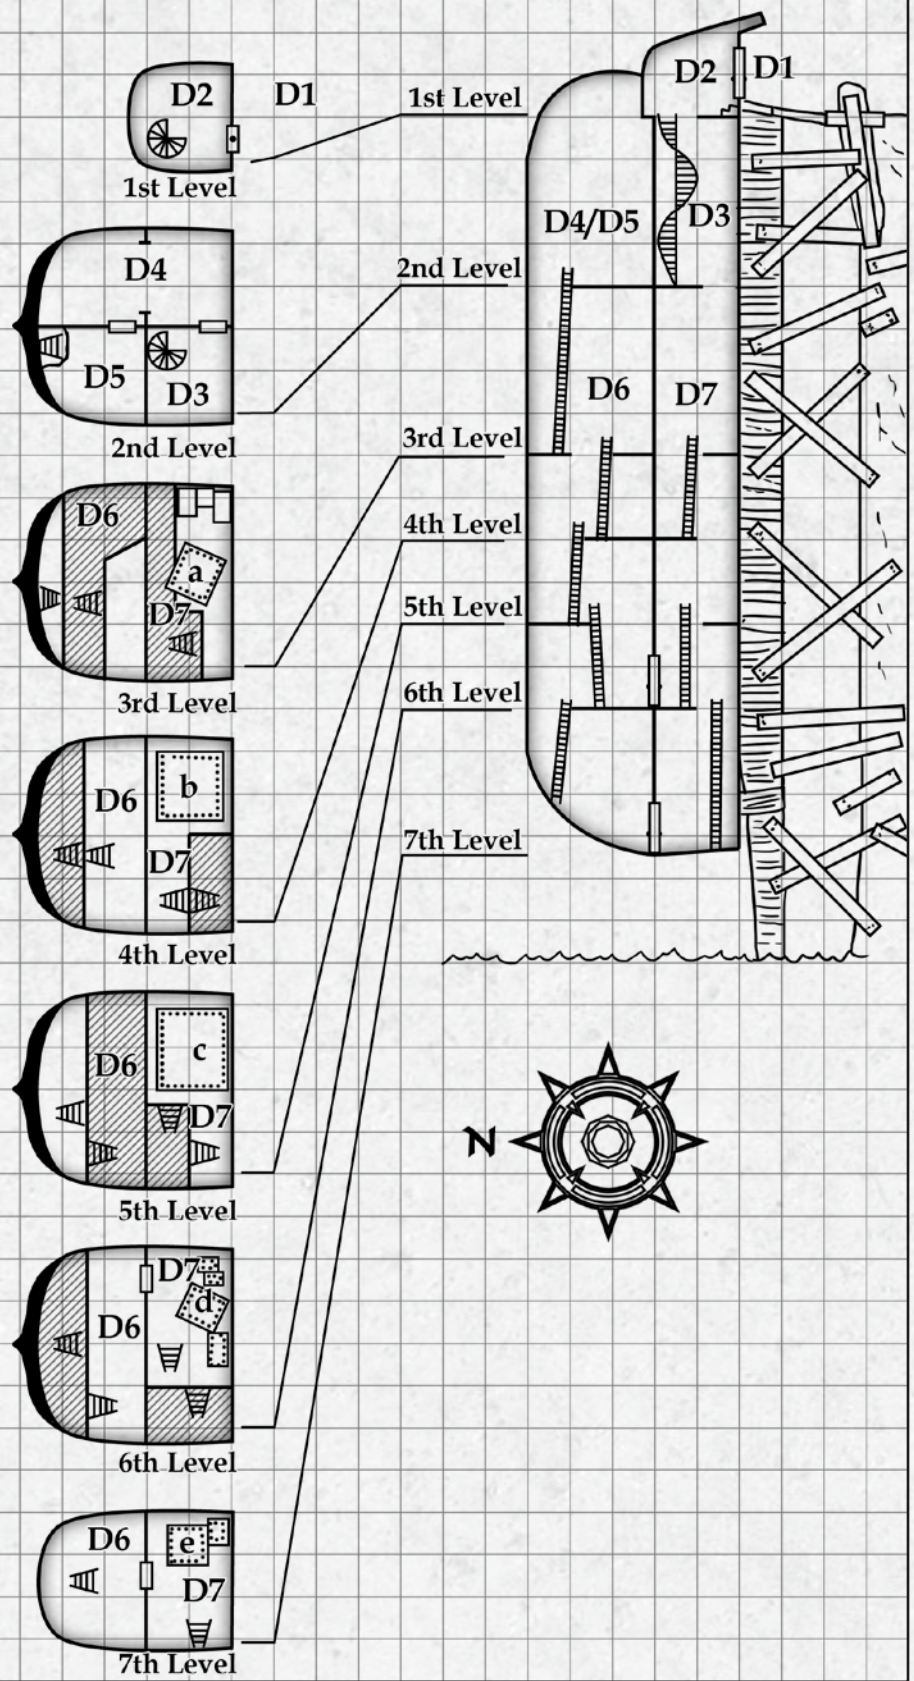 D2 D1
1st Level
D4
D5 D3
2nd Level
D6
a
D7
3rd Level
D6 b
D7
4th Level
c
D6
D7
5th Level
D7
d
D6
6th Level
D6
e
D7
7th Level
1st Level
2nd Level
3rd Level
4th Level
5th Level
6th Level
7th Level
D2 D1
D4/D5 D3
D6 D7
N